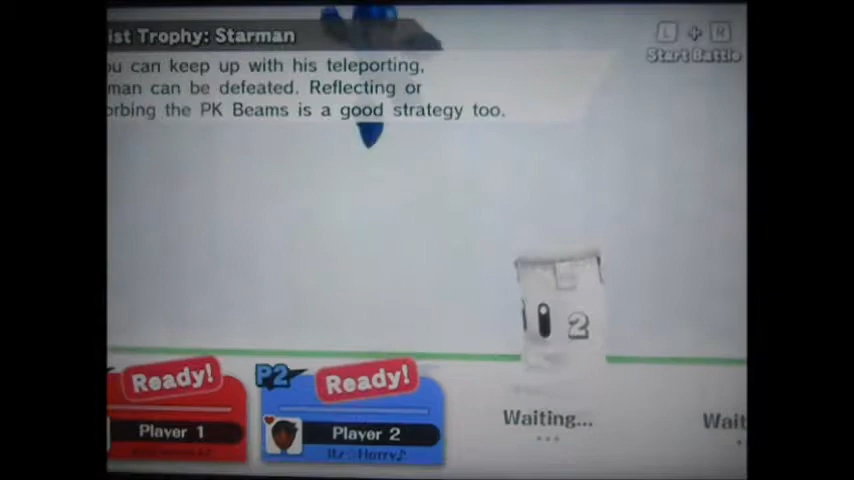 ist Trophy: Starman
ou can keep up with his teleporting,
man can be defeated. Reflecting or
orbing the PK Beams is a good strategy too.
L + R
Start Battle
2
Ready!
P2
Ready!
Player 1
Player 2
Waiting...
Wait